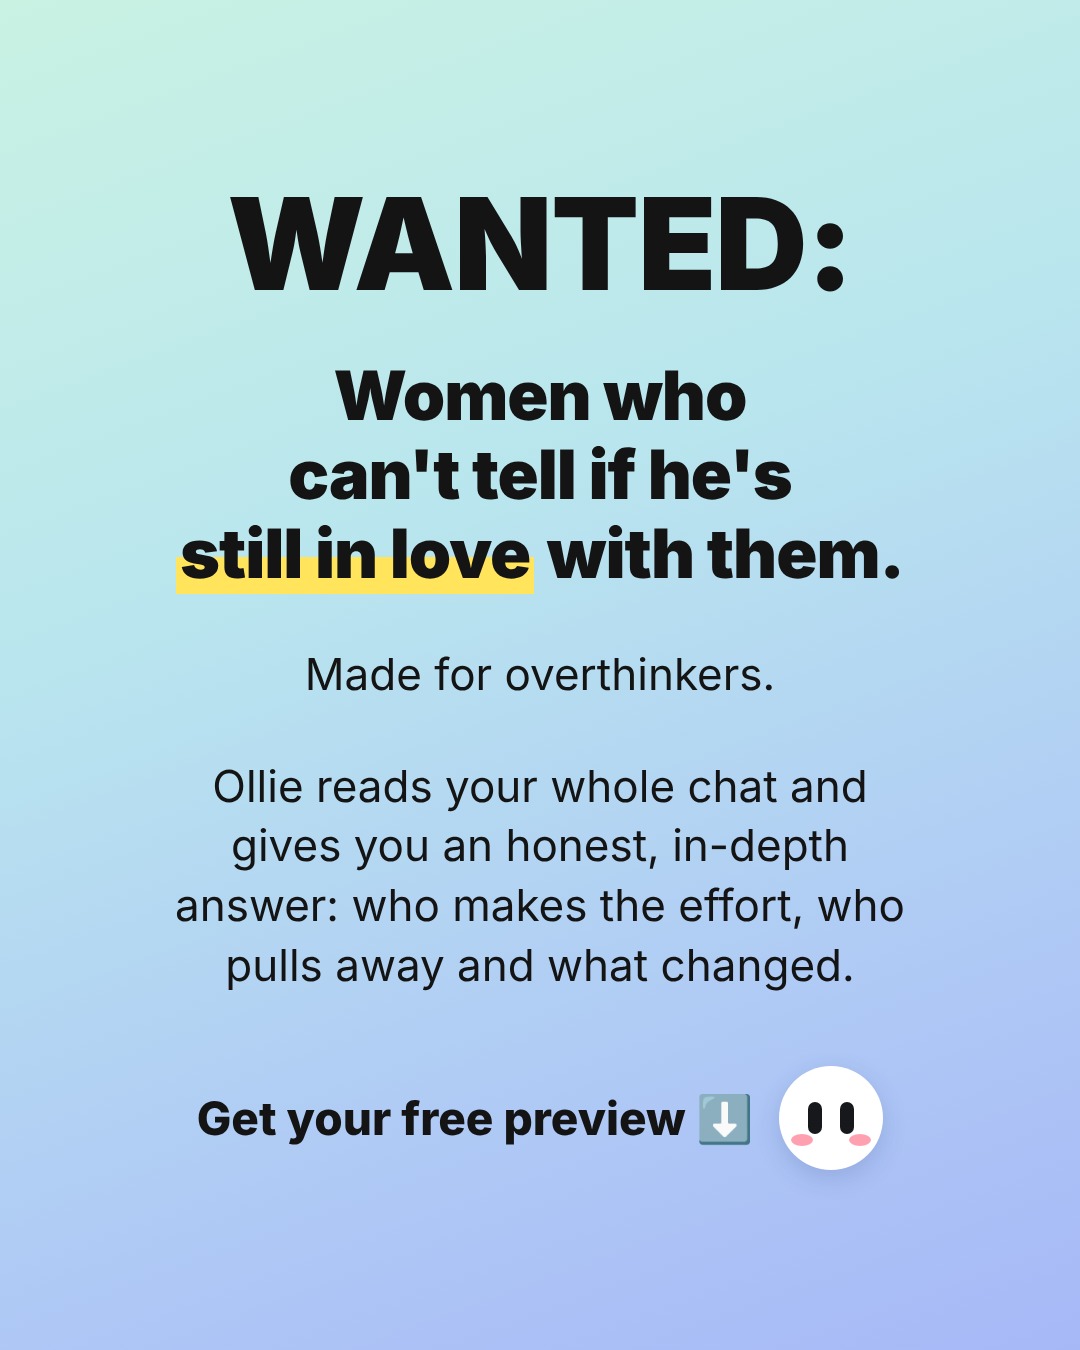 WANTED:
Women who
can't tell if he's
still in love with them.
Made for overthinkers.
Ollie reads your whole chat and
gives you an honest, in-depth
answer: who makes the effort, who
pulls away and what changed.
Get your free preview ⬇️